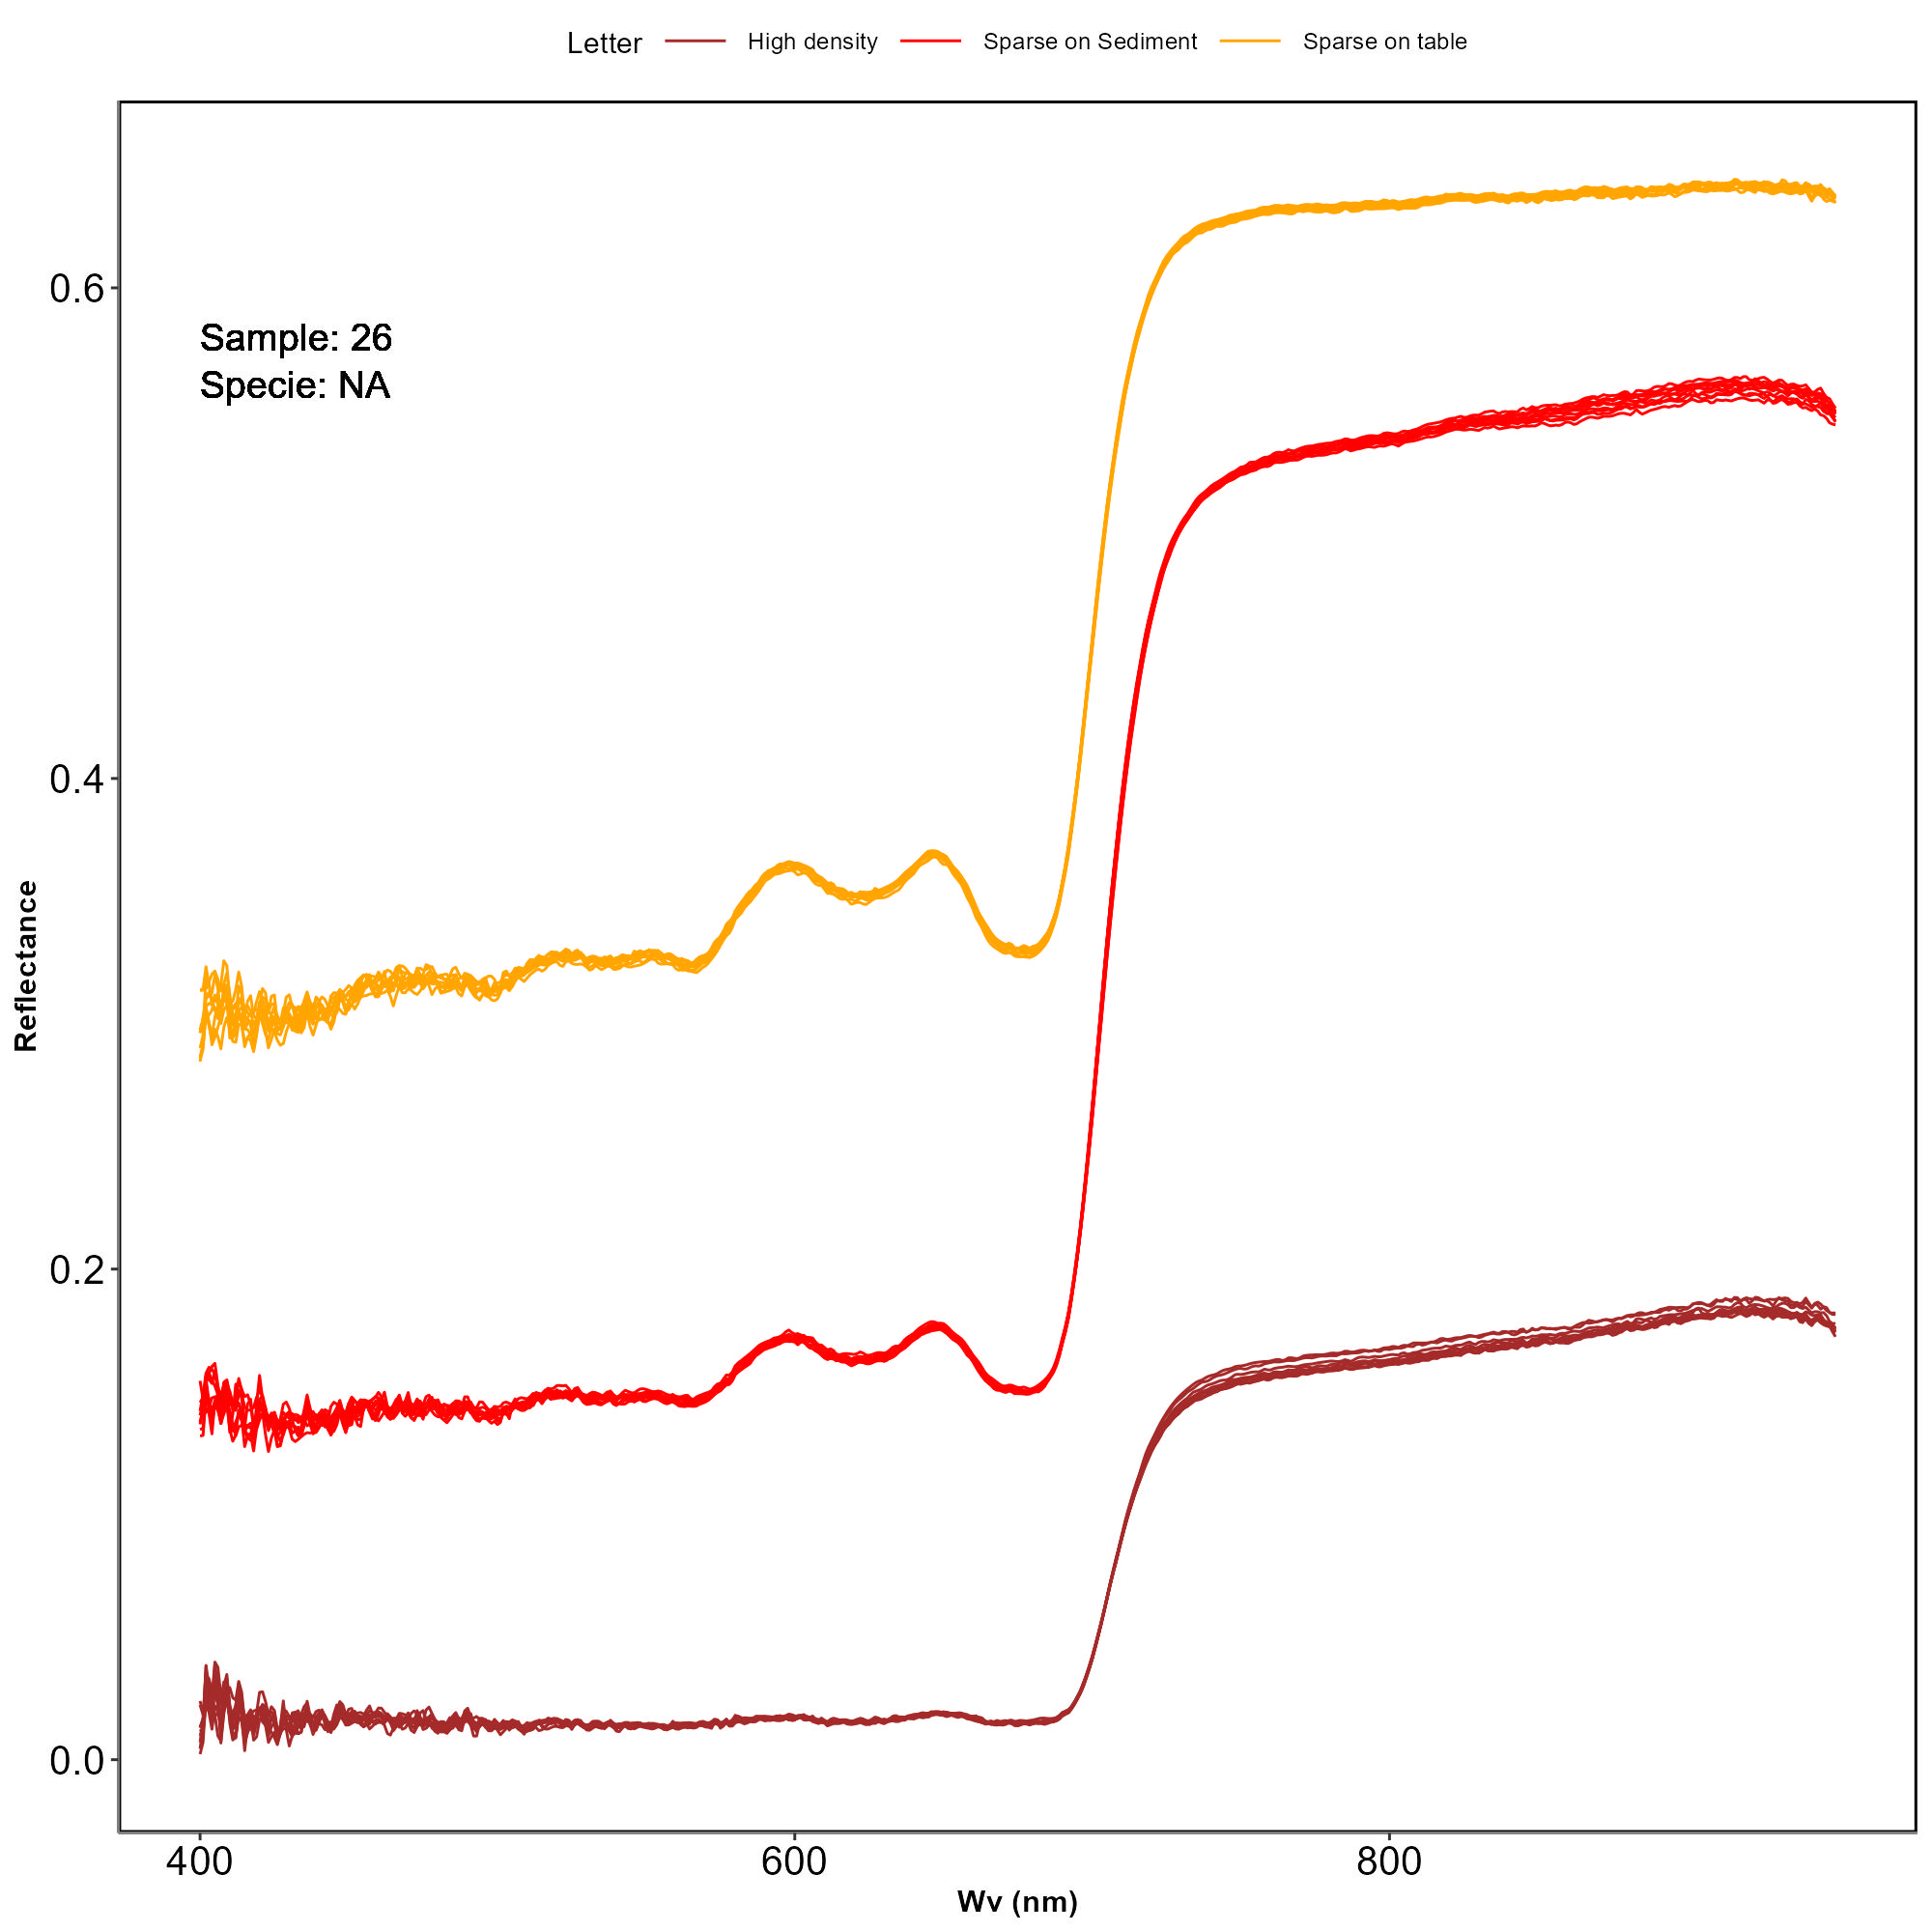 Letter High density Sparse on Sediment Sparse on table
0.6
Sample: 26
Specie: NA
0.4
Reflectance
0.2
0.0
400 600 800
Wv (nm)